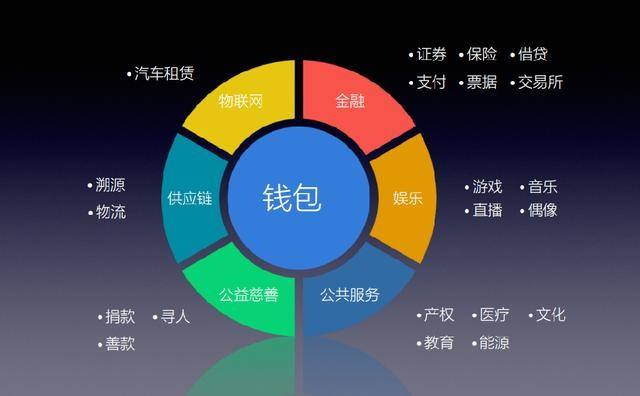 • 证券 • 保险 • 借贷
• 支付 • 票据 • 交易所
• 汽车租赁
物联网
金融
• 溯源
• 物流
供应链
钱包
娱乐
• 游戏 • 音乐
• 直播 • 偶像
公益慈善
公共服务
• 捐款 • 寻人
• 善款
• 产权 • 医疗 • 文化
• 教育 • 能源